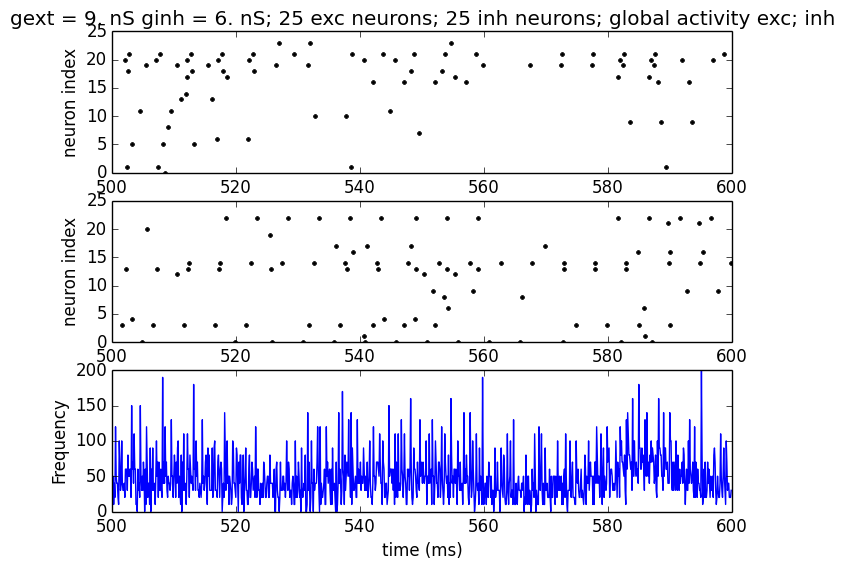 gext = 9. nS ginh = 6. nS; 25 exc neurons; 25 inh neurons; global activity exc; inh
25
20
15
10
5
0
neuron index
500 520 540 560 580 600
25
20
15
10
5
0
neuron index
500 520 540 560 580 600
200
150
100
50
0
Frequency
500 520 540 560 580 600
time (ms)